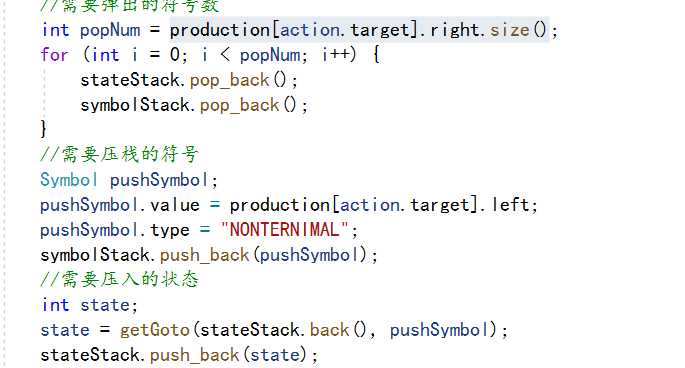 //需要弹出的符号数
int popNum = production[action.target].right.size();
for (int i = 0; i < popNum; i++) {
stateStack.pop_back();
symbolStack.pop_back();
}
//需要压栈的符号
Symbol pushSymbol;
pushSymbol.value = production[action.target].left;
pushSymbol.type = "NONTERNIMAL";
symbolStack.push_back(pushSymbol);
//需要压入的状态
int state;
state = getGoto(stateStack.back(), pushSymbol);
stateStack.push_back(state);